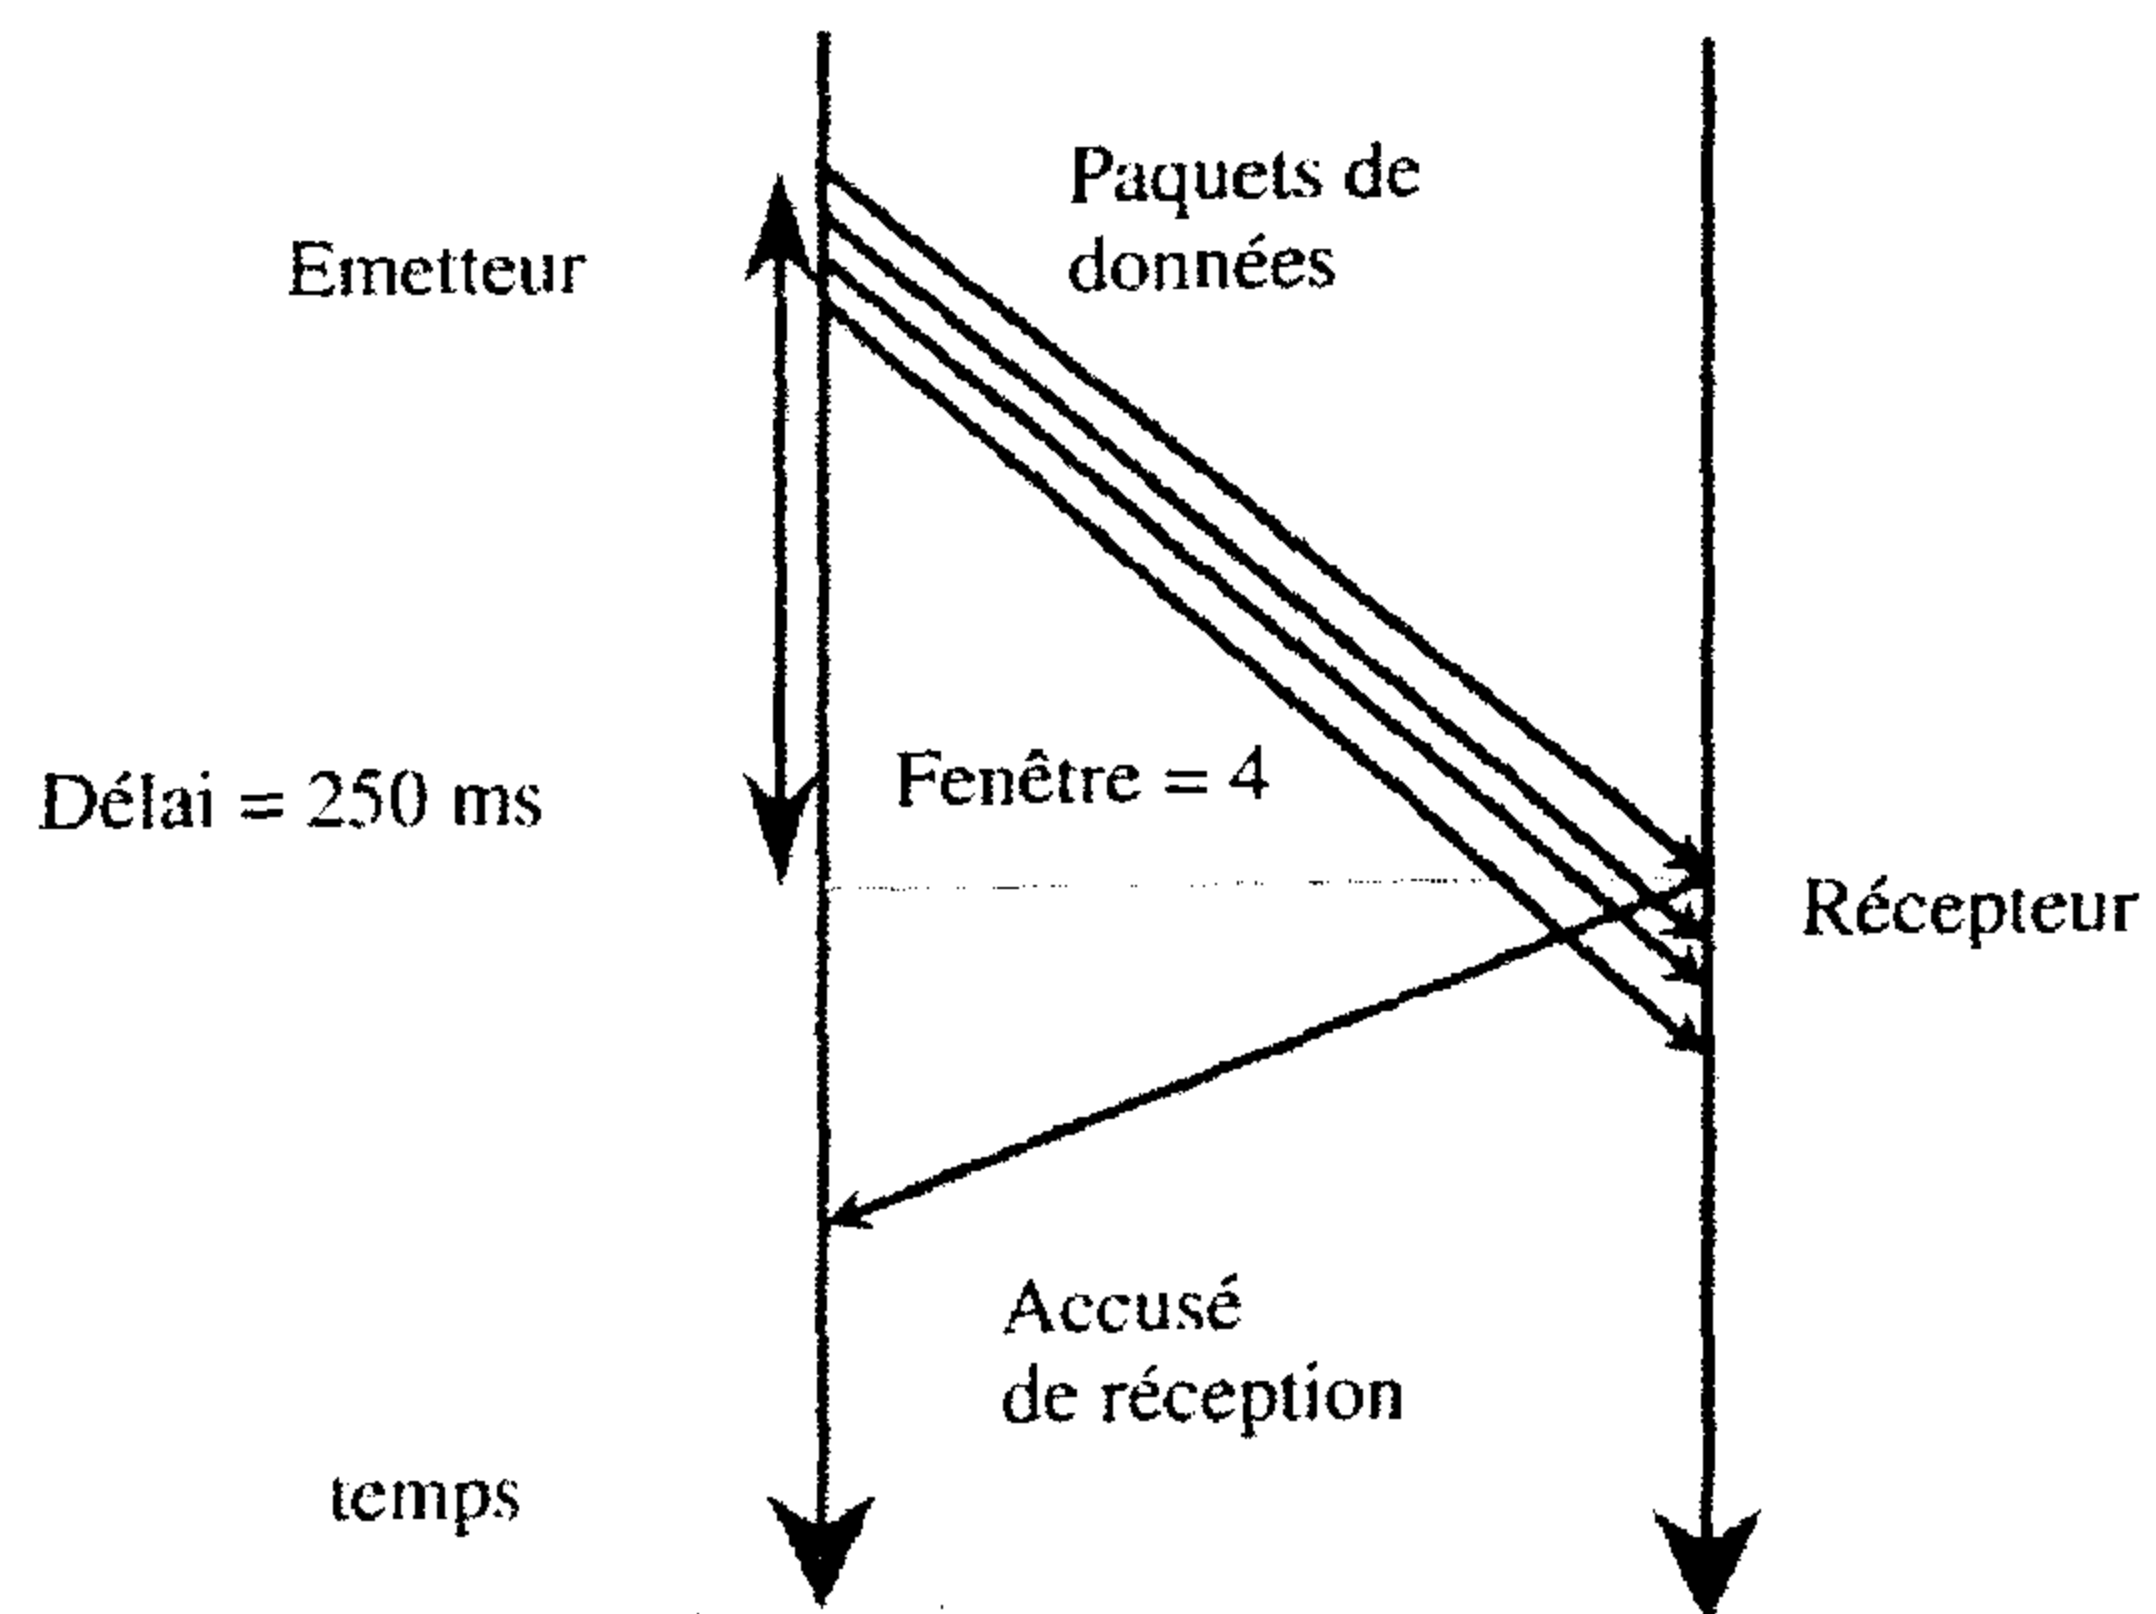 Paquets de
données
Emetteur
Délai = 250 ms
Fenêtre = 4
Récepteur
Accusé
de réception
temps